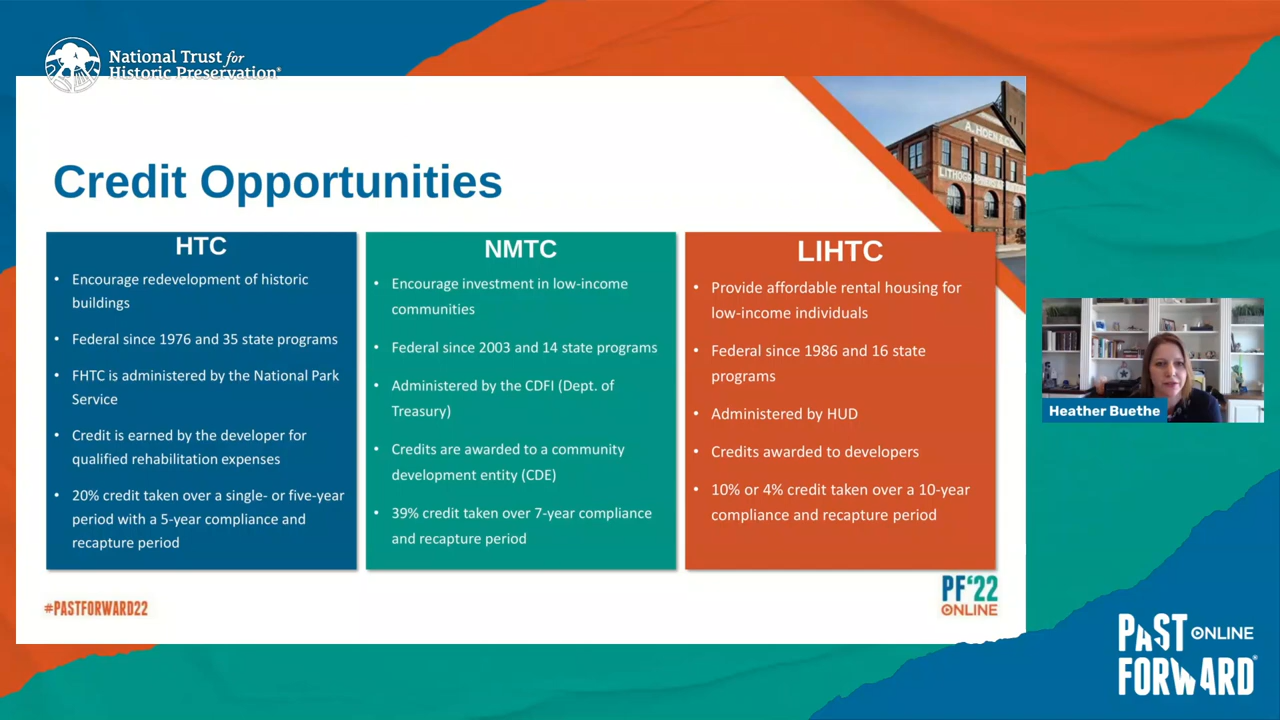 National Trust for
Historic Preservation®
Credit Opportunities
HTC
• Encourage redevelopment of historic
buildings
• Federal since 1976 and 35 state programs
• FHTC is administered by the National Park
Service
• Credit is earned by the developer for
qualified rehabilitation expenses
• 20% credit taken over a single- or five-year
period with a 5-year compliance and
recapture period
NMTC
• Encourage investment in low-income
communities
• Federal since 2003 and 14 state programs
• Administered by the CDFI (Dept. of
Treasury)
• Credits are awarded to a community
development entity (CDE)
• 39% credit taken over 7-year compliance
and recapture period
LIHTC
• Provide affordable rental housing for
low-income individuals
• Federal since 1986 and 16 state
programs
• Administered by HUD
• Credits awarded to developers
• 10% or 4% credit taken over a 10-year
compliance and recapture period
A. HOEN & CO.
Heather Buethe
#PASTFORWARD22
PF‘22
ONLINE
PAST ONLINE
FORWARD®